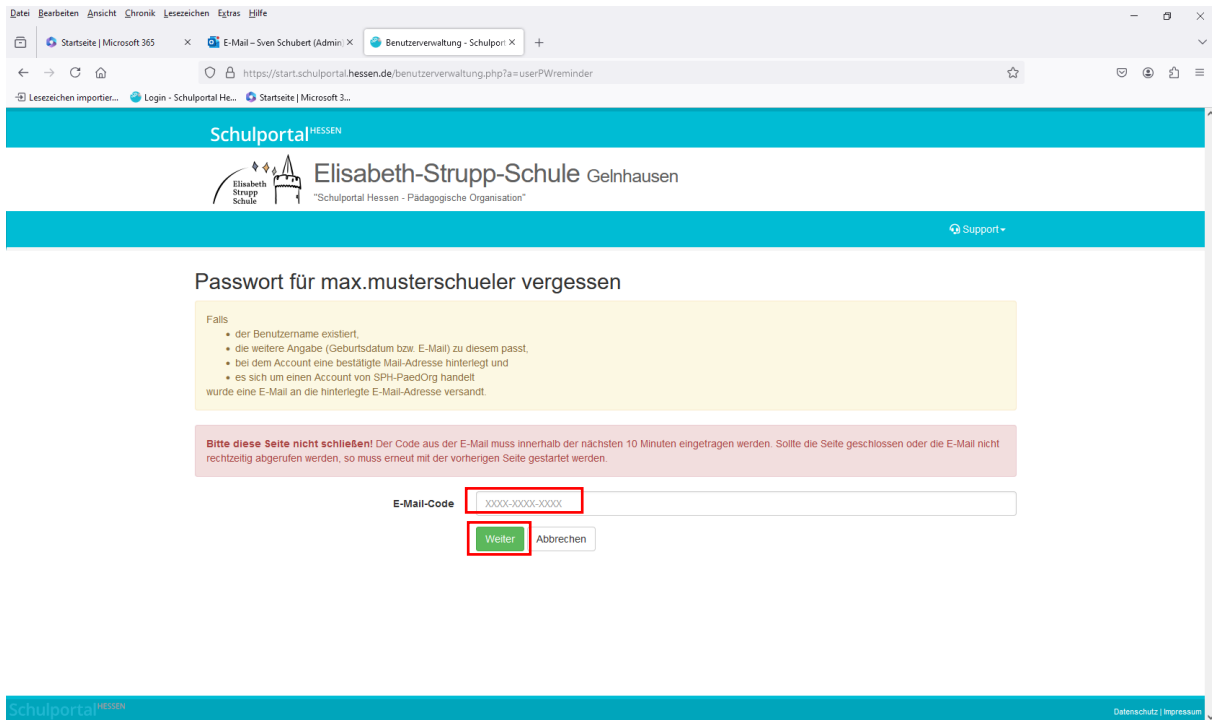 Datei Bearbeiten Ansicht Chronik Lesezeichen Extras Hilfe
Startseite | Microsoft 365
E-Mail – Sven Schubert (Admin)
Benutzerverwaltung - Schulport
https://start.schulportal.hessen.de/benutzerverwaltung.php?a=userPWreminder
Lesezeichen importier... Login - Schulportal He... Startseite | Microsoft 3...
Schulportal HESSEN
Elisabeth
Strupp
Schule
Elisabeth-Strupp-Schule Gelnhausen
"Schulportal Hessen - Pädagogische Organisation"
Support
Passwort für max.musterschueler vergessen
Falls
• der Benutzername existiert,
• die weitere Angabe (Geburtsdatum bzw. E-Mail) zu diesem passt,
• bei dem Account eine bestätigte Mail-Adresse hinterlegt und
• es sich um einen Account von SPH-PaedOrg handelt
wurde eine E-Mail an die hinterlegte E-Mail-Adresse versandt.
Bitte diese Seite nicht schließen! Der Code aus der E-Mail muss innerhalb der nächsten 10 Minuten eingetragen werden. Sollte die Seite geschlossen oder die E-Mail nicht
rechtzeitig abgerufen werden, so muss erneut mit der vorherigen Seite gestartet werden.
E-Mail-Code XXXX-XXXX-XXXX
Weiter Abbrechen
Schulportal HESSEN
Datenschutz | Impressum